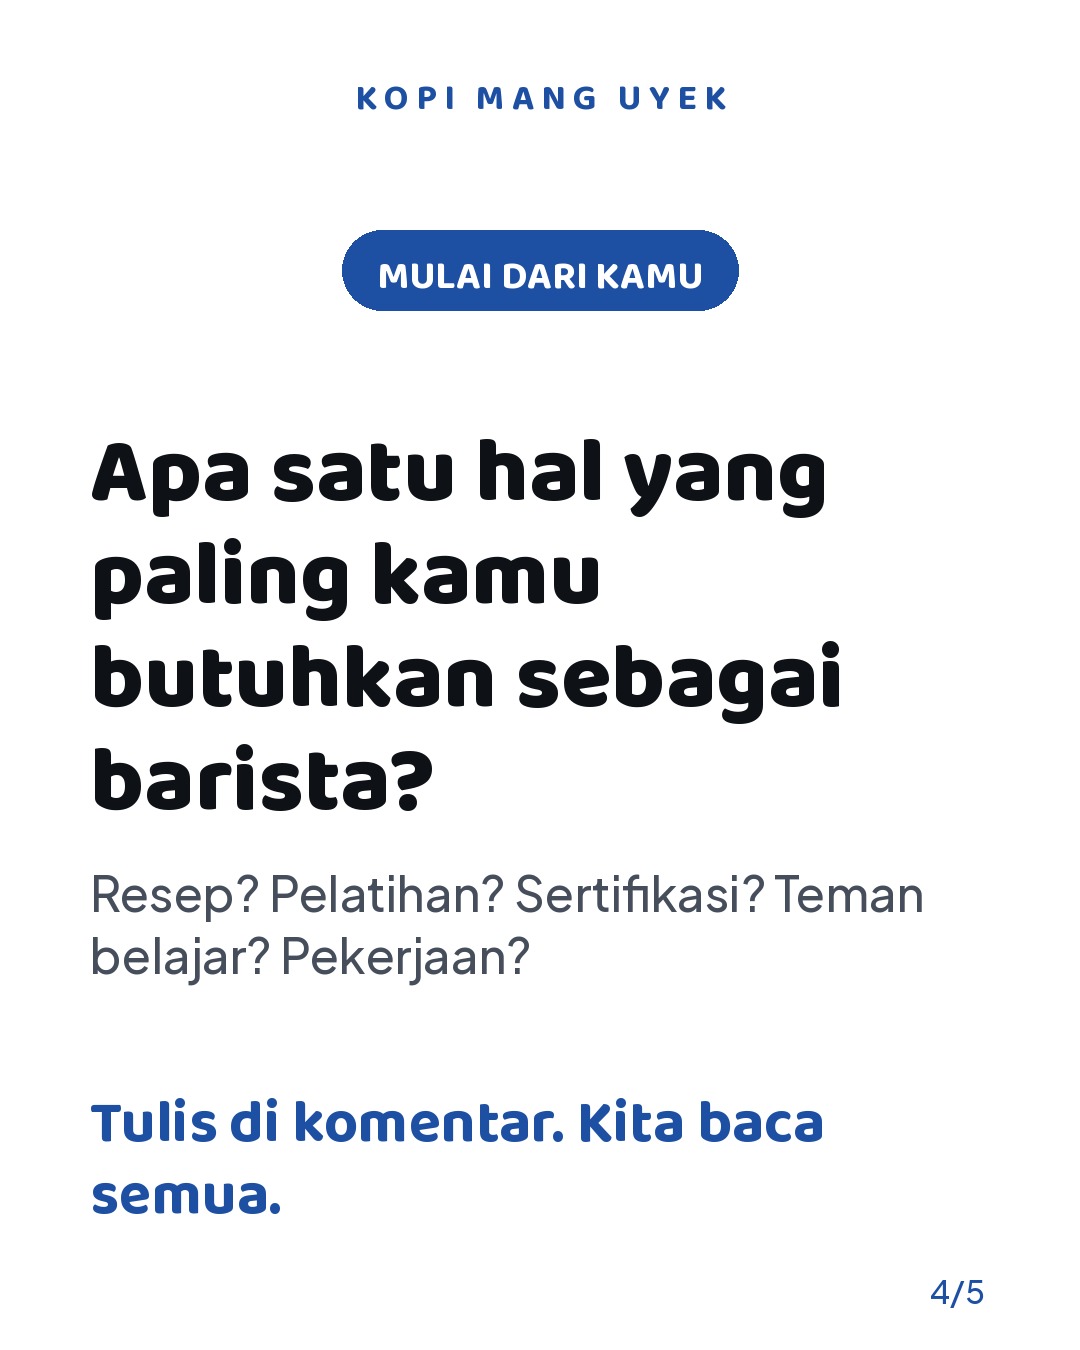 KOPI MANG UYEK
MULAI DARI KAMU
Apa satu hal yang
paling kamu
butuhkan sebagai
barista?
Resep? Pelatihan? Sertifikasi? Teman
belajar? Pekerjaan?
Tulis di komentar. Kita baca
semua.
4/5